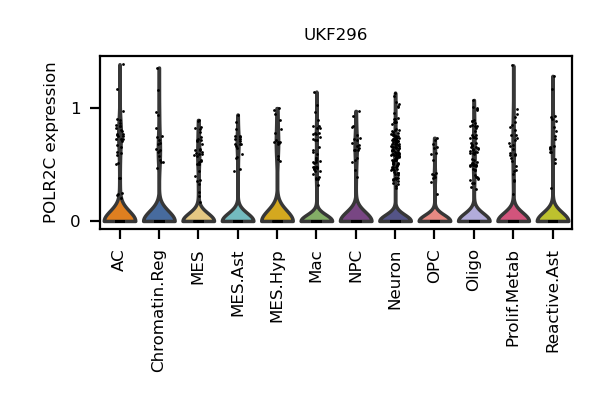 UKF296
POLR2C expression
1
0
AC
Chromatin.Reg
MES
MES.Ast
MES.Hyp
Mac
NPC
Neuron
OPC
Oligo
Prolif.Metab
Reactive.Ast